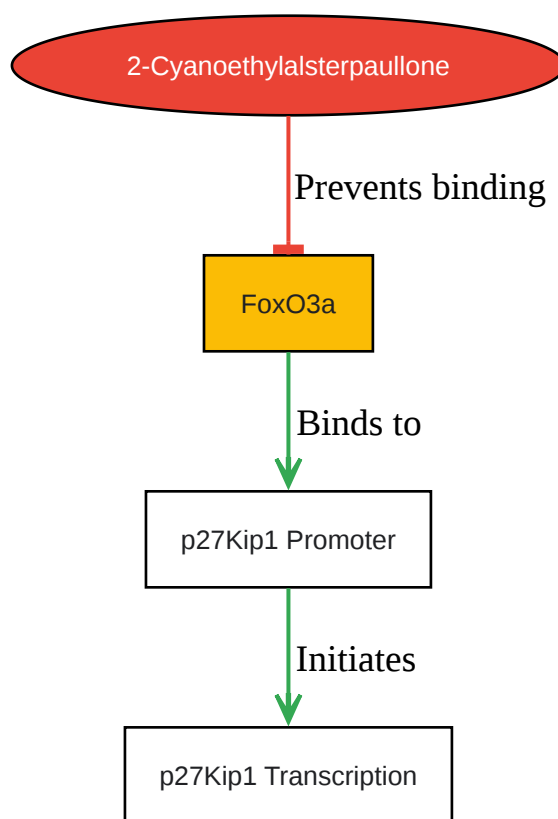 2-Cyanoethylalsterpaullone
Prevents binding
FoxO3a
Binds to
p27Kip1 Promoter
Initiates
p27Kip1 Transcription